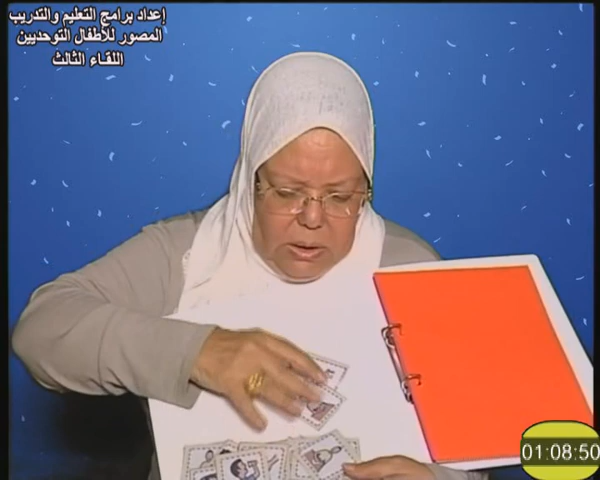 إعداد برامج التعليم والتدريب
المصور للأطفال التوحديين
اللقاء الثالث
01:08:50